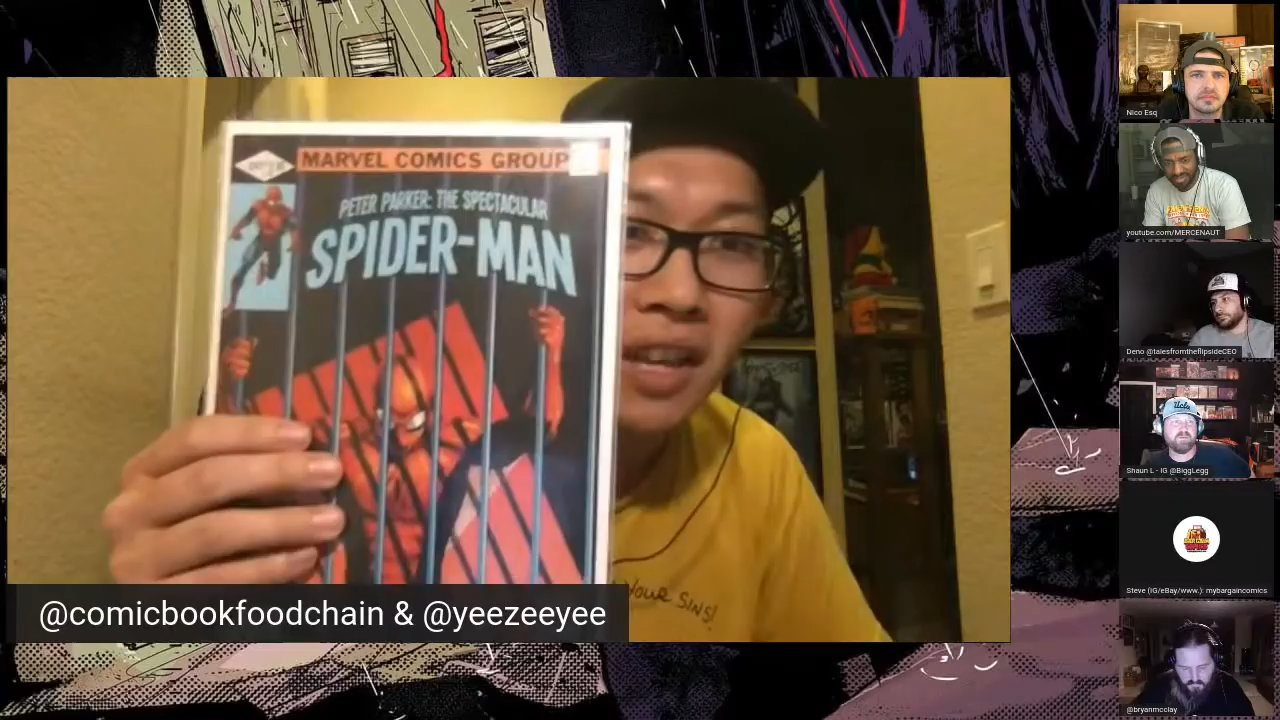 MARVEL COMICS GROUP
PETER PARKER: THE SPECTACULAR
SPIDER-MAN
YOUR SINS!
@comicbookfoodchain & @yeezeeyee
Nico Esq
youtube.com/MERCENAUT
Deno @talesfromtheflipsideCEO
Ucla
Shaun L - IG @BiggLegg
Steve (IG/eBay/www.): mybargaincomics
@bryanmcclay